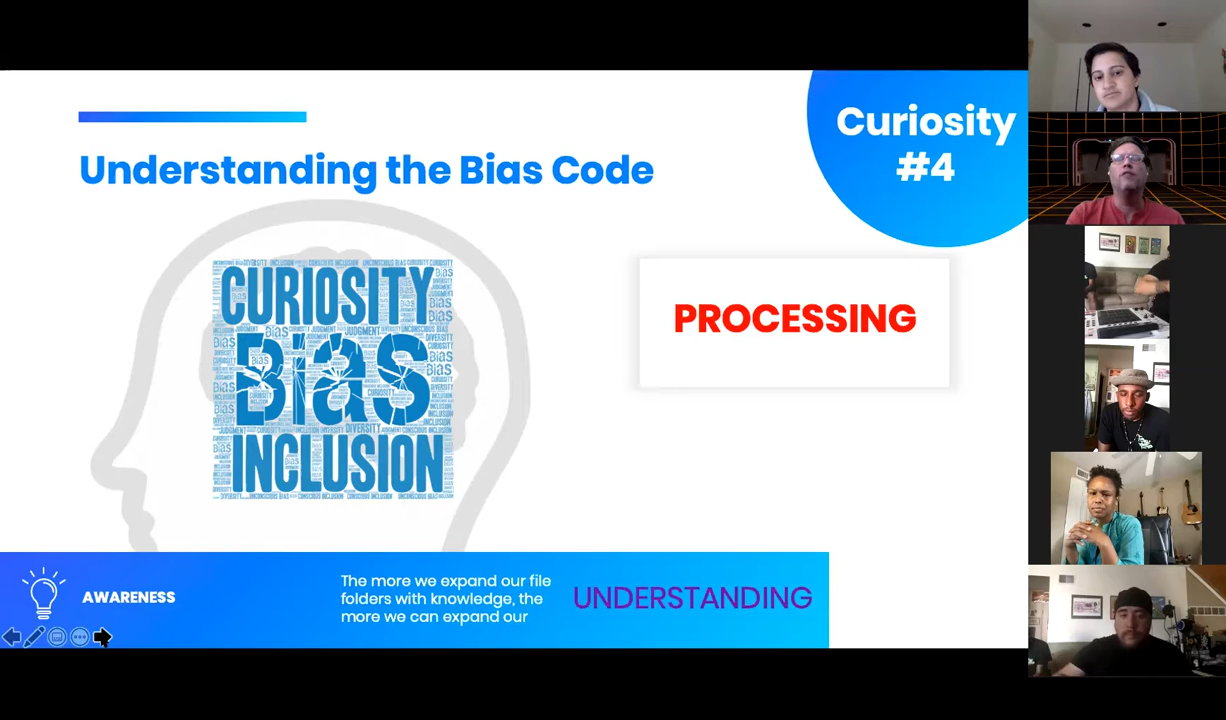 Curiosity
#4
Understanding the Bias Code
CURIOSITY
Bias
INCLUSION
PROCESSING
AWARENESS
The more we expand our file
folders with knowledge, the
more we can expand our
UNDERSTANDING